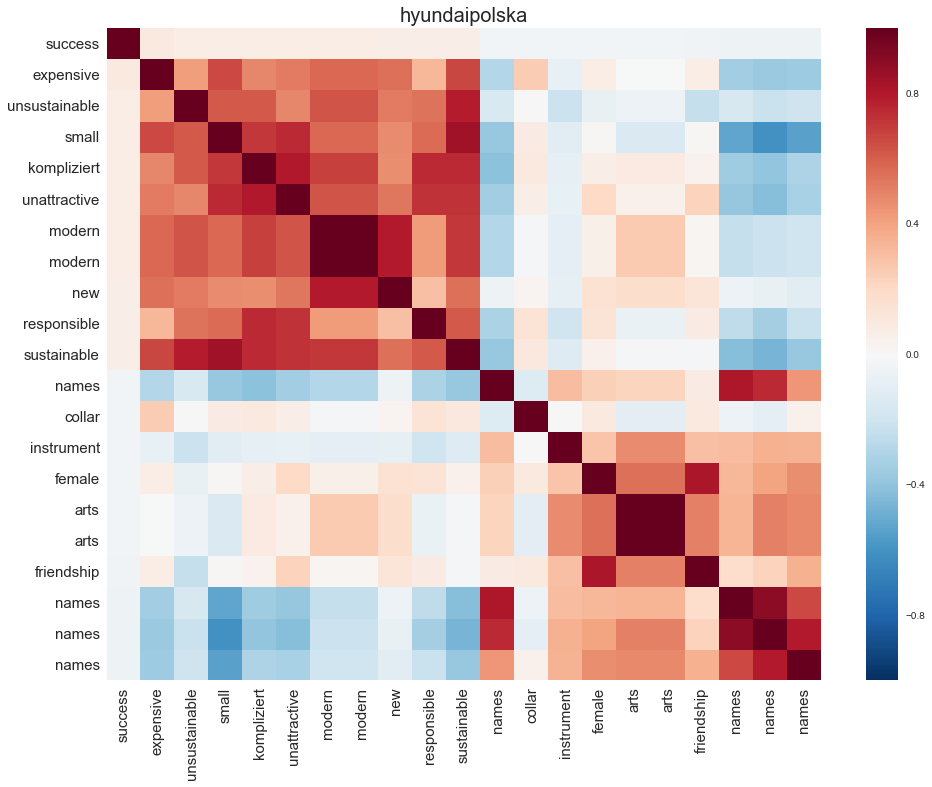 hyundaipolska
success
expensive
unsustainable
small
kompliziert
unattractive
modern
modern
new
responsible
sustainable
names
collar
instrument
female
arts
arts
friendship
names
names
names
0.8
0.4
0.0
−0.4
−0.8
success
expensive
unsustainable
small
kompliziert
unattractive
modern
modern
new
responsible
sustainable
names
collar
instrument
female
arts
arts
friendship
names
names
names